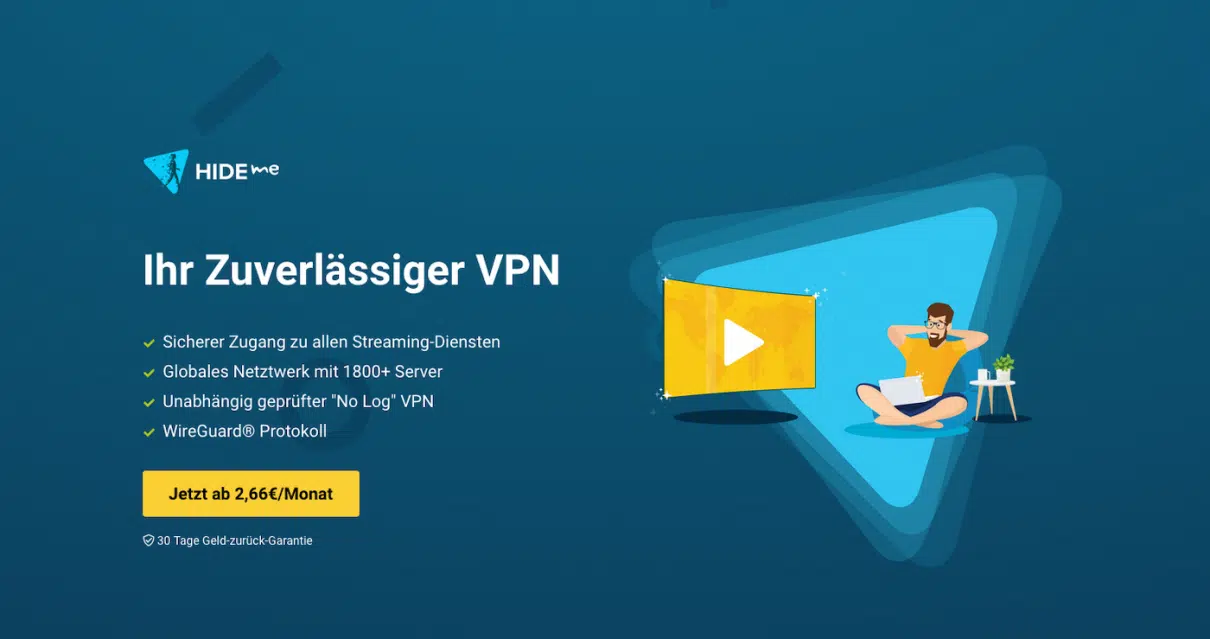 HIDE me
Ihr Zuverlässiger VPN
Sicherer Zugang zu allen Streaming-Diensten
Globales Netztwerk mit 1800+ Server
Unabhängig geprüfter "No Log" VPN
WireGuard® Protokoll
Jetzt ab 2,66€/Monat
30 Tage Geld-zurück-Garantie